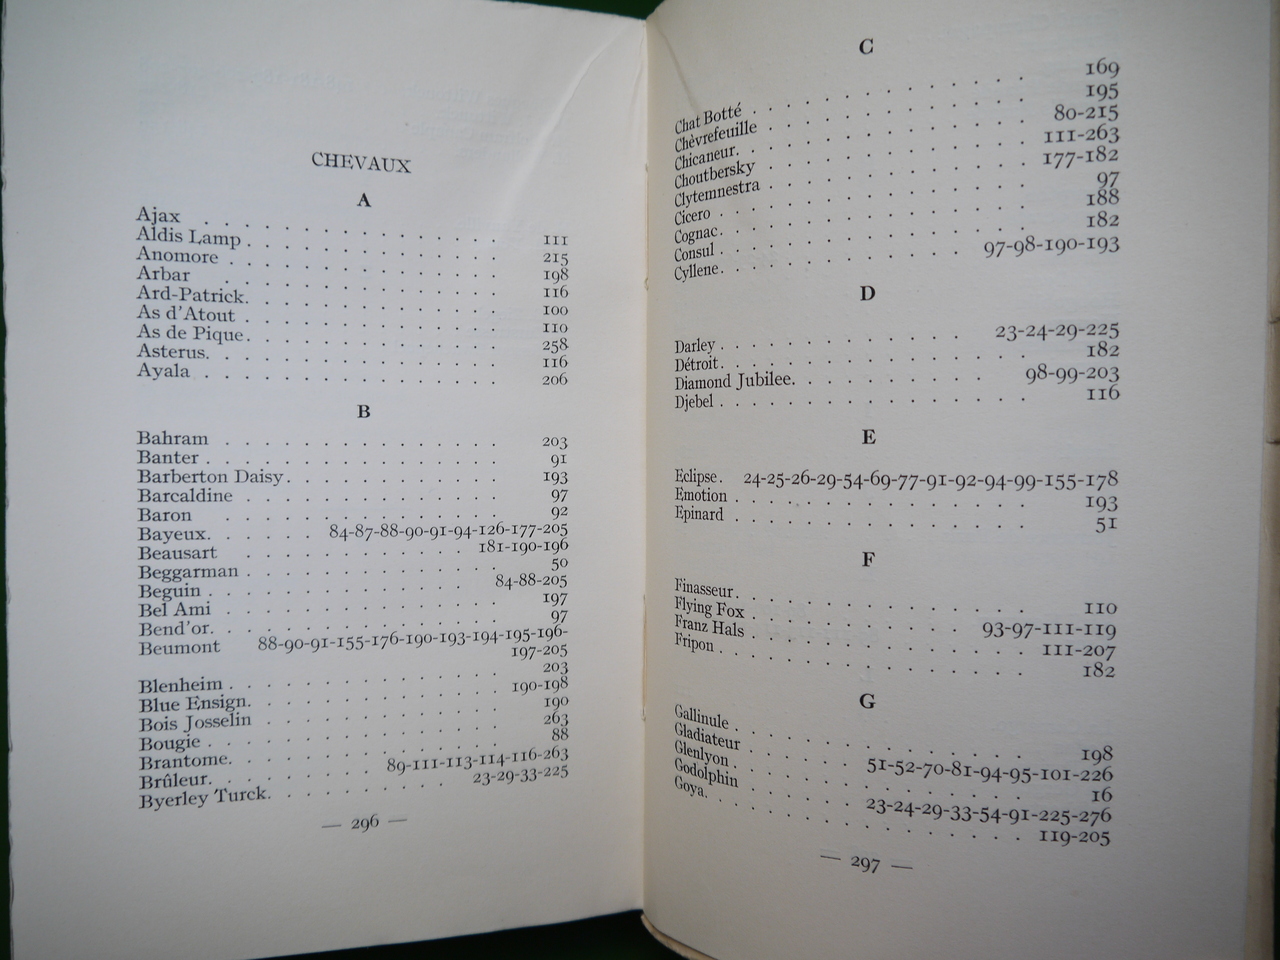 CHEVAUX
A
Ajax . . . . . . . . . . . . . . 111
Aldis Lamp . . . . . . . . . . . . . 215
Anomore . . . . . . . . . . . . . 198
Arbar . . . . . . . . . . . . . 116
Ard-Patrick. . . . . . . . . . . . . 100
As d'Atout . . . . . . . . . . . . . 110
As de Pique. . . . . . . . . . . . . 258
Asterus. . . . . . . . . . . . . . 116
Ayala . . . . . . . . . . . . . . 206
B
Bahram . . . . . . . . . . . . . 203
Banter . . . . . . . . . . . . . . 91
Barberton Daisy. . . . . . . . . . . 193
Barcaldine . . . . . . . . . . . . . 97
Baron . . . . . . . . . . . . . 92
Bayeux. . . . . . 84-87-88-90-91-94-126-177-205
Beausart . . . . . . . . . . . 181-190-196
Beggarman . . . . . . . . . . . . . 50
Beguin . . . . . . . . . . . . 84-88-205
Bel Ami . . . . . . . . . . . . . 197
Bend'or. . . . . . . . . . . . . . 97
Beumont 88-90-91-155-176-190-193-194-195-196-
197-205
Blenheim . . . . . . . . . . . . . 203
Blue Ensign. . . . . . . . . . . . 190-198
Bois Josselin . . . . . . . . . . . . 190
Bougie . . . . . . . . . . . . . . 263
Brantome. . . . . . . . . . . . . 88
Brûleur. . . . . . . . 89-111-113-114-116-263
Byerley Turck. . . . . . . . . 23-29-33-225
— 296 —
C
Chat Botté . . . . . . . . . . . . . 169
Chèvrefeuille . . . . . . . . . . . . 195
Chicaneur. . . . . . . . . . . . . 80-215
Choutbersky . . . . . . . . . . . . 111-263
Clytemnestra . . . . . . . . . . . . 177-182
Cicero . . . . . . . . . . . . . . 97
Cognac. . . . . . . . . . . . . . 188
Consul . . . . . . . . . . . . . . 182
Cyllene. . . . . . . . . . . . 97-98-190-193
D
Darley . . . . . . . . . . . 23-24-29-225
Détroit. . . . . . . . . . . . . . 182
Diamond Jubilee. . . . . . . . . 98-99-203
Djebel . . . . . . . . . . . . . . 116
E
Eclipse. 24-25-26-29-54-69-77-91-92-94-99-155-178
Emotion . . . . . . . . . . . . . 193
Epinard . . . . . . . . . . . . . 51
F
Finasseur. . . . . . . . . . . . . . 110
Flying Fox . . . . . . . . . . 93-97-111-119
Franz Hals . . . . . . . . . . . . 111-207
Fripon . . . . . . . . . . . . . . 182
G
Gallinule . . . . . . . . . . . . . 198
Gladiateur . . . . . 51-52-70-81-94-95-101-226
Glenlyon . . . . . . . . . . . . . 16
Godolphin . . . . . 23-24-29-33-54-91-225-276
Goya. . . . . . . . . . . . . . 119-205
— 297 —